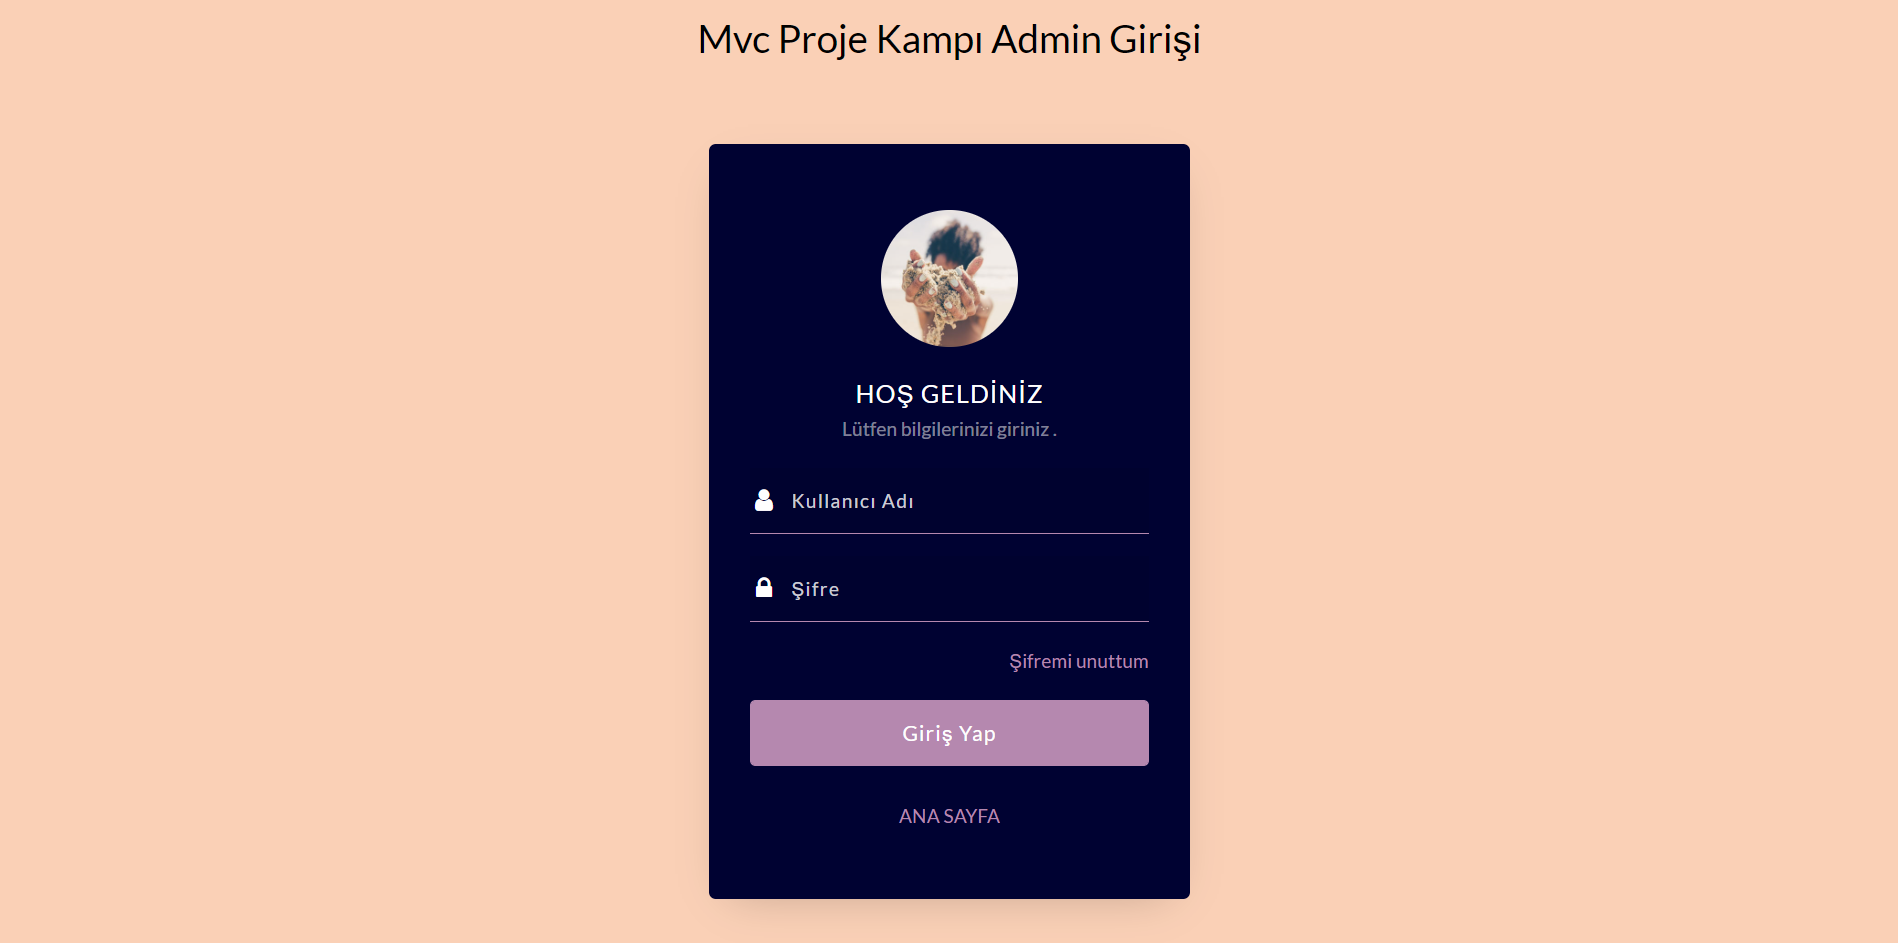 Mvc Proje Kampı Admin Girişi
HOŞ GELDİNİZ
Lütfen bilgilerinizi giriniz .
Kullanıcı Adı
Şifre
Şifremi unuttum
Giriş Yap
ANA SAYFA